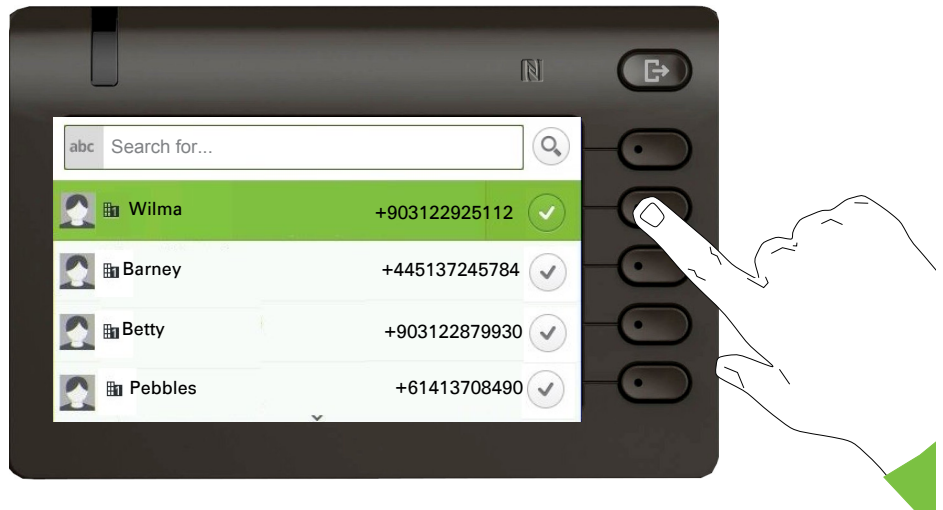 abc Search for...
Wilma +903122925112
Barney +445137245784
Betty +903122879930
Pebbles +61413708490